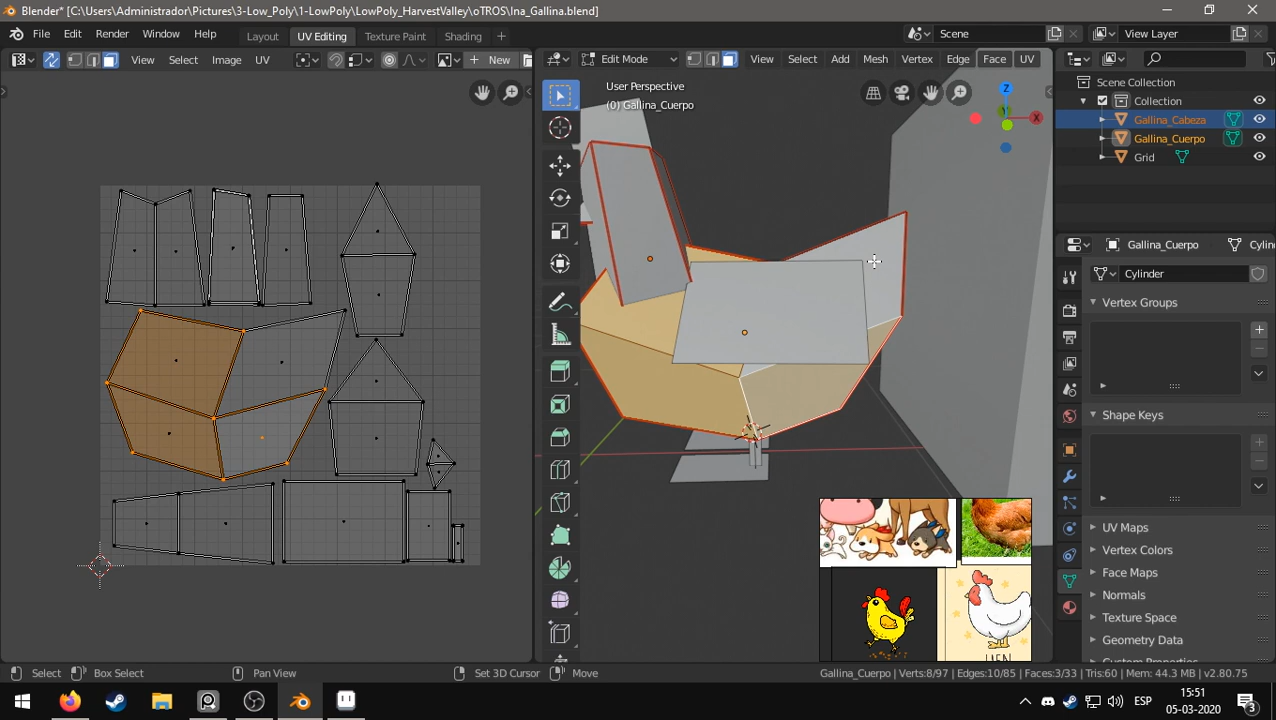 Blender* [C:\Users\Administrador\Pictures\3-Low_Poly\1-LowPoly\LowPoly_HarvestValley\oTROS\Ina_Gallina.blend]
File Edit Render Window Help Layout UV Editing Texture Paint Shading + Scene View Layer
View Select Image UV New Edit Mode View Select Add Mesh Vertex Edge Face UV
User Perspective
(0) Gallina_Cuerpo
Scene Collection
Collection
Gallina_Cabeza
Gallina_Cuerpo
Grid
Gallina_Cuerpo Cylin
Cylinder
Vertex Groups
Shape Keys
UV Maps
Vertex Colors
Face Maps
Normals
Texture Space
Geometry Data
Z
X
Y
Select Box Select Pan View Set 3D Cursor Move
Gallina_Cuerpo | Verts:8/97 | Edges:10/85 | Faces:3/33 | Tris:60 | Mem: 44.3 MB | v2.80.75
ESP
15:51
05-03-2020
3